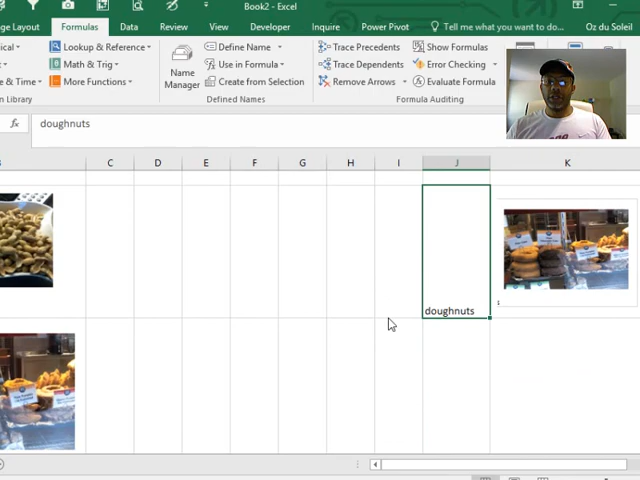 Book2 - Excel
ge Layout Formulas Data Review View Developer Inquire Power Pivot Tell me what you want to do... Oz du Soleil
ical Lookup & Reference Define Name Trace Precedents Show Formulas
e Math & Trig Name Manager Use in Formula Trace Dependents Error Checking
e & Time More Functions Create from Selection Remove Arrows Evaluate Formula
n Library Defined Names Formula Auditing
fx doughnuts
B C D E F G H I J K
doughnuts